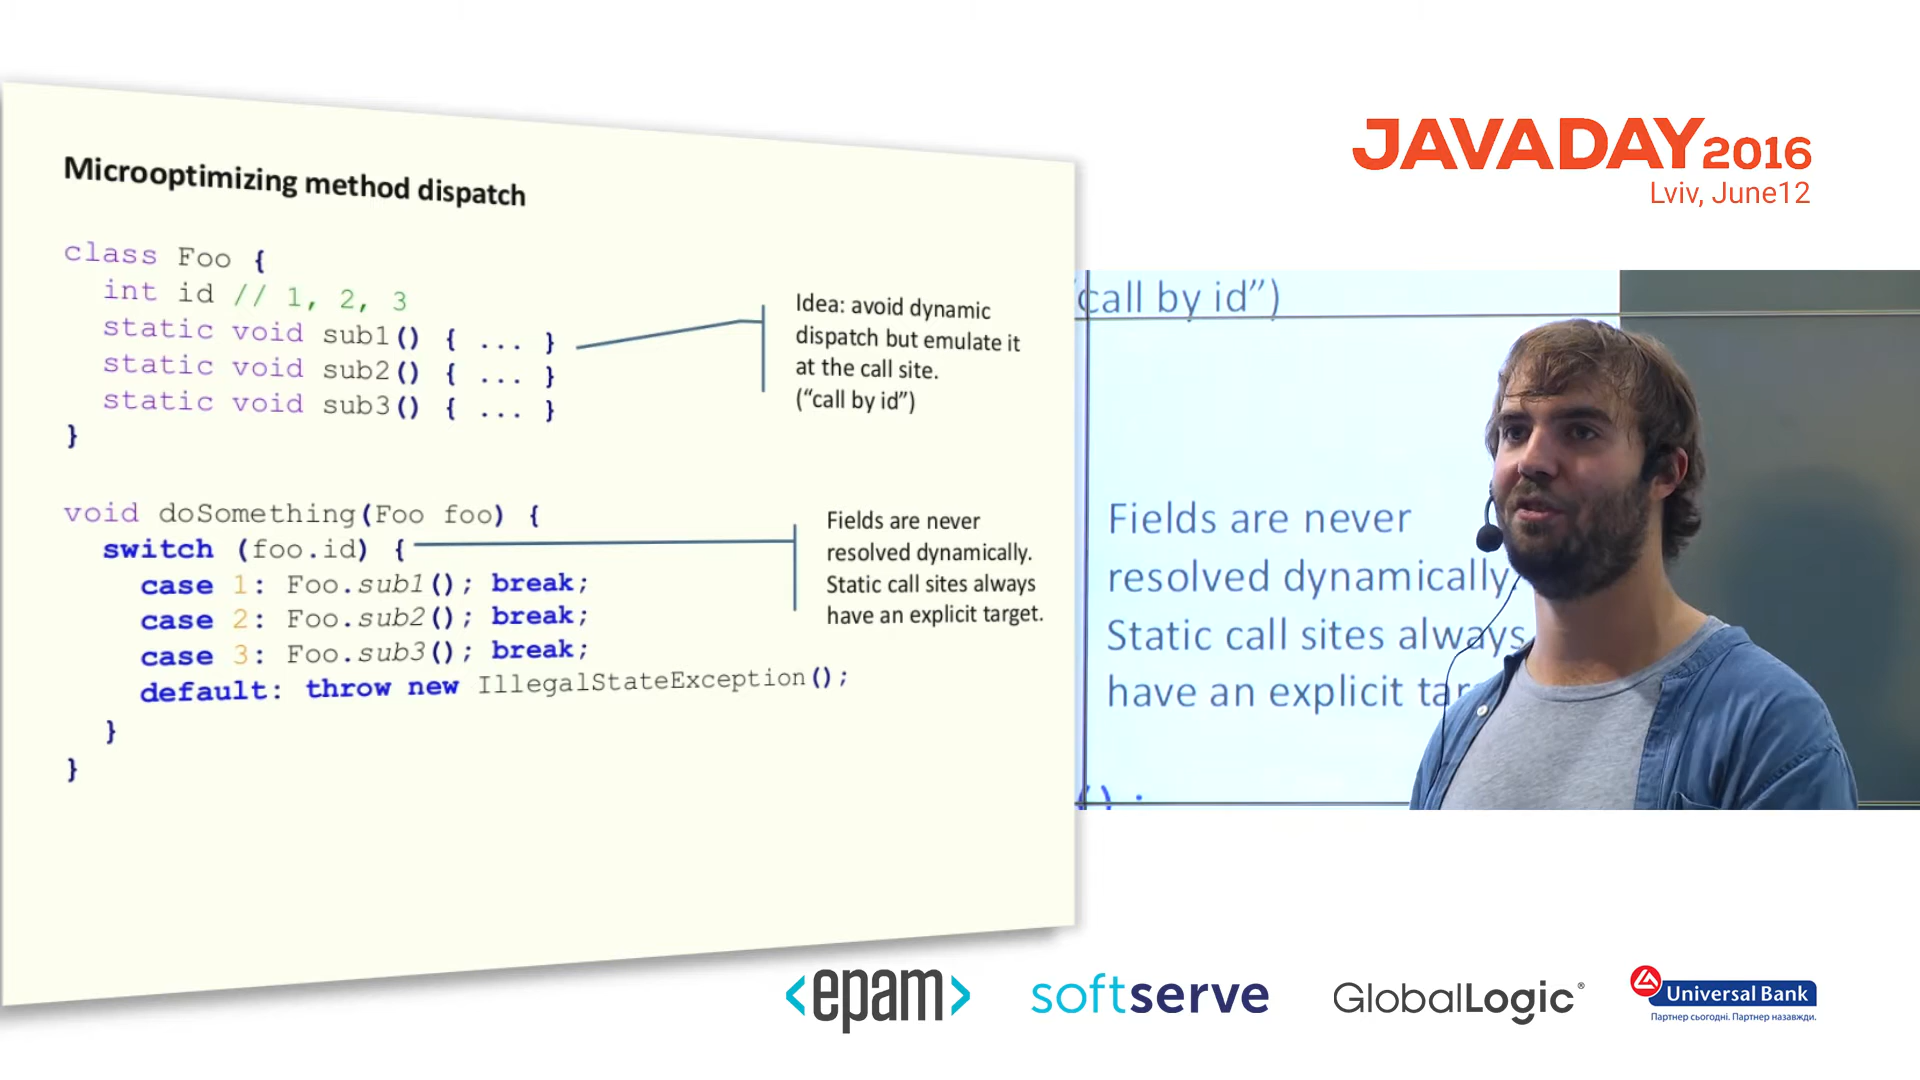 Microoptimizing method dispatch
class Foo {
int id // 1, 2, 3
static void sub1() { ... }
static void sub2() { ... }
static void sub3() { ... }
}
Idea: avoid dynamic
dispatch but emulate it
at the call site.
(“call by id”)
void doSomething(Foo foo) {
switch (foo.id) {
case 1: Foo.sub1(); break;
case 2: Foo.sub2(); break;
case 3: Foo.sub3(); break;
default: throw new IllegalStateException();
}
}
Fields are never
resolved dynamically.
Static call sites always
have an explicit target.
JAVADAY 2016
Lviv, June12
“call by id”)
Fields are never
resolved dynamically.
Static call sites always
have an explicit
() ;
<epam>
softserve
GlobalLogic®
Universal Bank
Партнер сьогодні. Партнер назавжди.